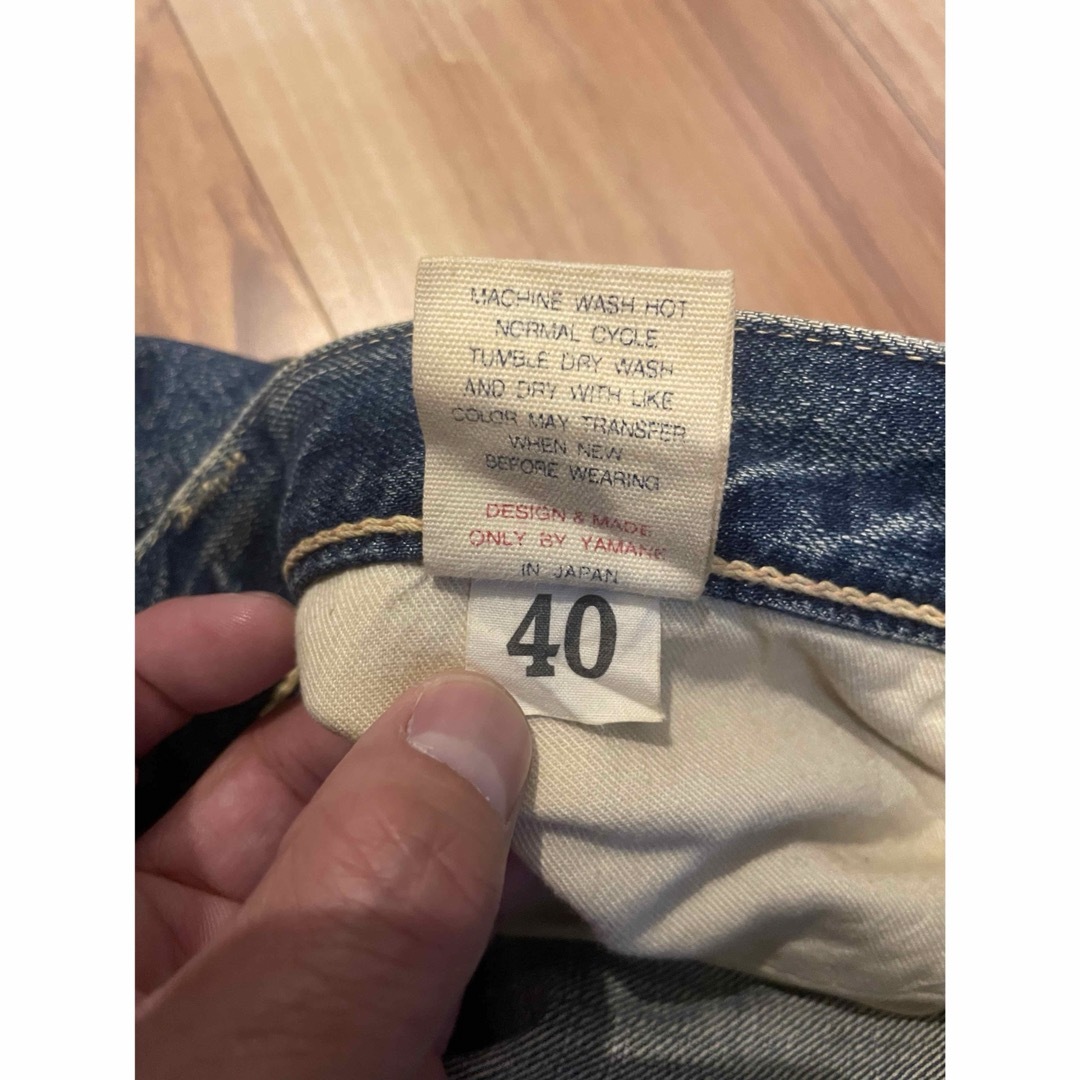 MACHINE WASH HOT
NORMAL CYCLE
TUMBLE DRY WASH
AND DRY WITH LIKE
COLOR MAY TRANSFER
WHEN NEW
BEFORE WEARING
DESIGN & MADE
ONLY BY YAMANE
IN JAPAN
40